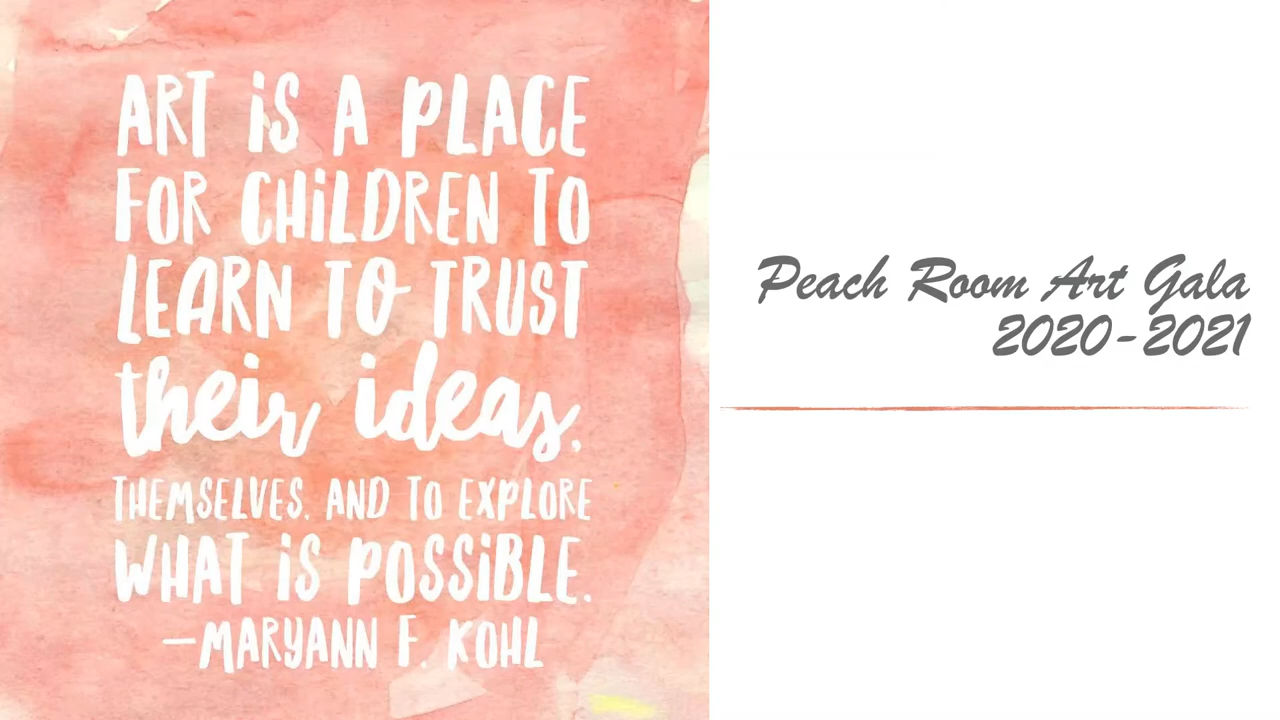 ART iS A PLACE
FOR CHiLDREN TO
LEARN TO TRUST
their ideas,
THEMSELVES, AND TO EXPLORE
WHAT iS POSSiBLE.
—MARYANN F. KOHL
Peach Room Art Gala
2020-2021